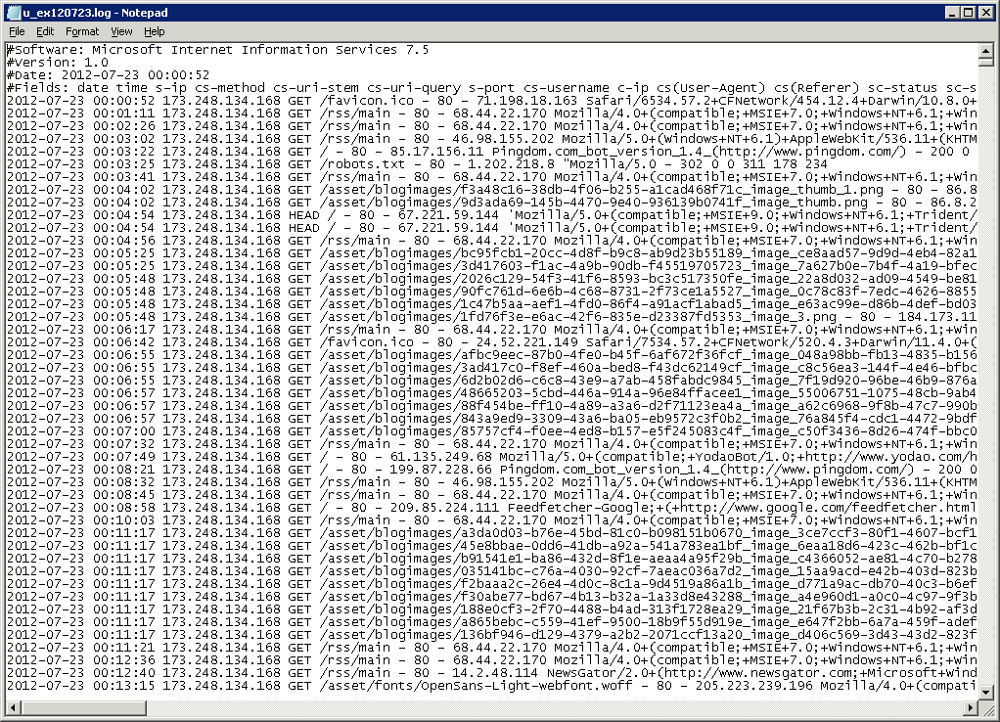 u_ex120723.log - Notepad
File Edit Format View Help
#Software: Microsoft Internet Information Services 7.5
#Version: 1.0
#Date: 2012-07-23 00:00:52
#Fields: date time s-ip cs-method cs-uri-stem cs-uri-query s-port cs-username c-ip cs(User-Agent) cs(Referer) sc-status sc-s
2012-07-23 00:00:52 173.248.134.168 GET /favicon.ico - 80 - 71.198.18.163 Safari/6534.57.2+CFNetwork/454.12.4+Darwin/10.8.0+
2012-07-23 00:01:11 173.248.134.168 GET /rss/main - 80 - 68.44.22.170 Mozilla/4.0+(compatible;+MSIE+7.0;+Windows+NT+6.1;+Win
2012-07-23 00:02:26 173.248.134.168 GET /rss/main - 80 - 68.44.22.170 Mozilla/4.0+(compatible;+MSIE+7.0;+Windows+NT+6.1;+Win
2012-07-23 00:03:02 173.248.134.168 GET /rss/main - 80 - 46.98.155.202 Mozilla/5.0+(Windows+NT+6.1)+AppleWebKit/536.11+(KHTM
2012-07-23 00:03:22 173.248.134.168 GET / - 80 - 85.17.156.11 Pingdom.com_bot_version_1.4_(http://www.pingdom.com/) - 200 0
2012-07-23 00:03:25 173.248.134.168 GET /robots.txt - 80 - 1.202.218.8 "Mozilla/5.0 - 302 0 0 311 178 234
2012-07-23 00:03:41 173.248.134.168 GET /rss/main - 80 - 68.44.22.170 Mozilla/4.0+(compatible;+MSIE+7.0;+Windows+NT+6.1;+Win
2012-07-23 00:04:02 173.248.134.168 GET /asset/blogimages/f3a48c16-38db-4f06-b255-a1cad468f71c_image_thumb_1.png - 80 - 86.8
2012-07-23 00:04:02 173.248.134.168 GET /asset/blogimages/9d3ada69-145b-4470-9e40-936139b0741f_image_thumb.png - 80 - 86.8.2
2012-07-23 00:04:54 173.248.134.168 HEAD / - 80 - 67.221.59.144 'Mozilla/5.0+(compatible;+MSIE+9.0;+Windows+NT+6.1;+Trident/
2012-07-23 00:04:54 173.248.134.168 HEAD / - 80 - 67.221.59.144 'Mozilla/5.0+(compatible;+MSIE+9.0;+Windows+NT+6.1;+Trident/
2012-07-23 00:04:56 173.248.134.168 GET /rss/main - 80 - 68.44.22.170 Mozilla/4.0+(compatible;+MSIE+7.0;+Windows+NT+6.1;+Win
2012-07-23 00:05:25 173.248.134.168 GET /asset/blogimages/bc95fcb1-20cc-4d8f-b9c8-ab9d23b55189_image_ce8aad57-9d9d-4eb4-82a1
2012-07-23 00:05:25 173.248.134.168 GET /asset/blogimages/3d417603-f1ac-4a9b-90db-f45519705723_image_7a627b0e-7b4f-4a19-bfec
2012-07-23 00:05:48 173.248.134.168 GET /asset/blogimages/2026c129-54f3-41f6-8593-bc3c517350fe_image_22a8d032-ad09-4549-be81
2012-07-23 00:05:48 173.248.134.168 GET /asset/blogimages/90fc761d-6e6b-4c68-8731-2f73ce1a5527_image_0c78c83f-7edc-4626-8855
2012-07-23 00:05:48 173.248.134.168 GET /asset/blogimages/1c47b5aa-aef1-4fd0-86f4-a91acf1abad5_image_e63ac99e-d86b-4def-bd03
2012-07-23 00:05:48 173.248.134.168 GET /asset/blogimages/1fd76f3e-e6ac-42f6-835e-d23387fd5353_image_3.png - 80 - 184.173.11
2012-07-23 00:06:17 173.248.134.168 GET /rss/main - 80 - 68.44.22.170 Mozilla/4.0+(compatible;+MSIE+7.0;+Windows+NT+6.1;+Win
2012-07-23 00:06:42 173.248.134.168 GET /favicon.ico - 80 - 24.52.221.149 Safari/7534.57.2+CFNetwork/520.4.3+Darwin/11.4.0+(
2012-07-23 00:06:55 173.248.134.168 GET /asset/blogimages/afbc9eec-87b0-4fe0-b45f-6af672f36fcf_image_048a98bb-fb13-4835-b156
2012-07-23 00:06:55 173.248.134.168 GET /asset/blogimages/3ad417c0-f8ef-460a-bed8-f43dc62149cf_image_c8c56ea3-144f-4e46-bfbc
2012-07-23 00:06:55 173.248.134.168 GET /asset/blogimages/6d2b02d6-c6c8-43e9-a7ab-458fabdc9845_image_7f19d920-96be-46b9-876a
2012-07-23 00:06:57 173.248.134.168 GET /asset/blogimages/48665203-5cbd-446a-914a-96e84ffacee1_image_55006751-1075-48cb-9ab4
2012-07-23 00:06:57 173.248.134.168 GET /asset/blogimages/88f454be-ff10-4a89-a3a6-d2f71123ea4a_image_a62c6968-9f8b-47c7-990b
2012-07-23 00:06:57 173.248.134.168 GET /asset/blogimages/843a9ed9-3309-43a6-ba05-eb9572c3f0b2_image_76a845f4-cdc1-4472-9bdf
2012-07-23 00:07:00 173.248.134.168 GET /asset/blogimages/85757cf4-f0ee-4ed8-b157-e5f245083c4f_image_c50f3436-8d26-474f-bbc0
2012-07-23 00:07:32 173.248.134.168 GET /rss/main - 80 - 68.44.22.170 Mozilla/4.0+(compatible;+MSIE+7.0;+Windows+NT+6.1;+Win
2012-07-23 00:07:49 173.248.134.168 GET / - 80 - 61.135.249.68 Mozilla/5.0+(compatible;+YodaoBot/1.0;+http://www.yodao.com/h
2012-07-23 00:08:21 173.248.134.168 GET / - 80 - 199.87.228.66 Pingdom.com_bot_version_1.4_(http://www.pingdom.com/) - 200 0
2012-07-23 00:08:32 173.248.134.168 GET /rss/main - 80 - 46.98.155.202 Mozilla/5.0+(Windows+NT+6.1)+AppleWebKit/536.11+(KHTM
2012-07-23 00:08:45 173.248.134.168 GET /rss/main - 80 - 68.44.22.170 Mozilla/4.0+(compatible;+MSIE+7.0;+Windows+NT+6.1;+Win
2012-07-23 00:08:58 173.248.134.168 GET / - 80 - 209.85.224.111 Feedfetcher-Google;+(+http://www.google.com/feedfetcher.html
2012-07-23 00:10:03 173.248.134.168 GET /rss/main - 80 - 68.44.22.170 Mozilla/4.0+(compatible;+MSIE+7.0;+Windows+NT+6.1;+Win
2012-07-23 00:11:17 173.248.134.168 GET /asset/blogimages/a3da0d03-b76e-45bd-81c0-b098151b0670_image_3ce7ccf3-80f1-4607-bcf1
2012-07-23 00:11:17 173.248.134.168 GET /asset/blogimages/45e8bbae-0dd6-41db-a92a-541a783ea1bf_image_6eaa18d6-423c-462b-bf1c
2012-07-23 00:11:17 173.248.134.168 GET /asset/blogimages/b91541e1-ba86-432d-8f1e-aeaa4a95f29b_image_c4366052-ae81-4c70-b278
2012-07-23 00:11:17 173.248.134.168 GET /asset/blogimages/035141bc-c76a-4030-92cf-7aeac036a7d2_image_15aa9acd-e42b-403d-823b
2012-07-23 00:11:17 173.248.134.168 GET /asset/blogimages/f2baaa2c-26e4-4d0c-8c1a-9d4519a86a1b_image_d771a9ac-db70-40c3-b6ef
2012-07-23 00:11:17 173.248.134.168 GET /asset/blogimages/f30abe77-bd67-4b13-b32a-1a33d8e43288_image_a4e960d1-a0c0-4c97-9f3b
2012-07-23 00:11:17 173.248.134.168 GET /asset/blogimages/188e0cf3-2f70-4488-b4ad-313f1728ea29_image_21f67b3b-2c31-4b92-af3d
2012-07-23 00:11:17 173.248.134.168 GET /asset/blogimages/a865bebc-c559-41ef-9500-18b9f55d919e_image_e647f2bb-6a7a-459f-adef
2012-07-23 00:11:17 173.248.134.168 GET /asset/blogimages/136bf946-d129-4379-a2b2-2071ccf13a20_image_d406c569-3d43-43d2-823f
2012-07-23 00:11:21 173.248.134.168 GET /rss/main - 80 - 68.44.22.170 Mozilla/4.0+(compatible;+MSIE+7.0;+Windows+NT+6.1;+Win
2012-07-23 00:12:36 173.248.134.168 GET /rss/main - 80 - 68.44.22.170 Mozilla/4.0+(compatible;+MSIE+7.0;+Windows+NT+6.1;+Win
2012-07-23 00:12:40 173.248.134.168 GET /rss/main - 80 - 14.2.48.114 NewsGator/2.0+(http://www.newsgator.com;+Microsoft+Wind
2012-07-23 00:13:15 173.248.134.168 GET /asset/fonts/OpenSans-Light-webfont.woff - 80 - 205.223.239.196 Mozilla/4.0+(compati